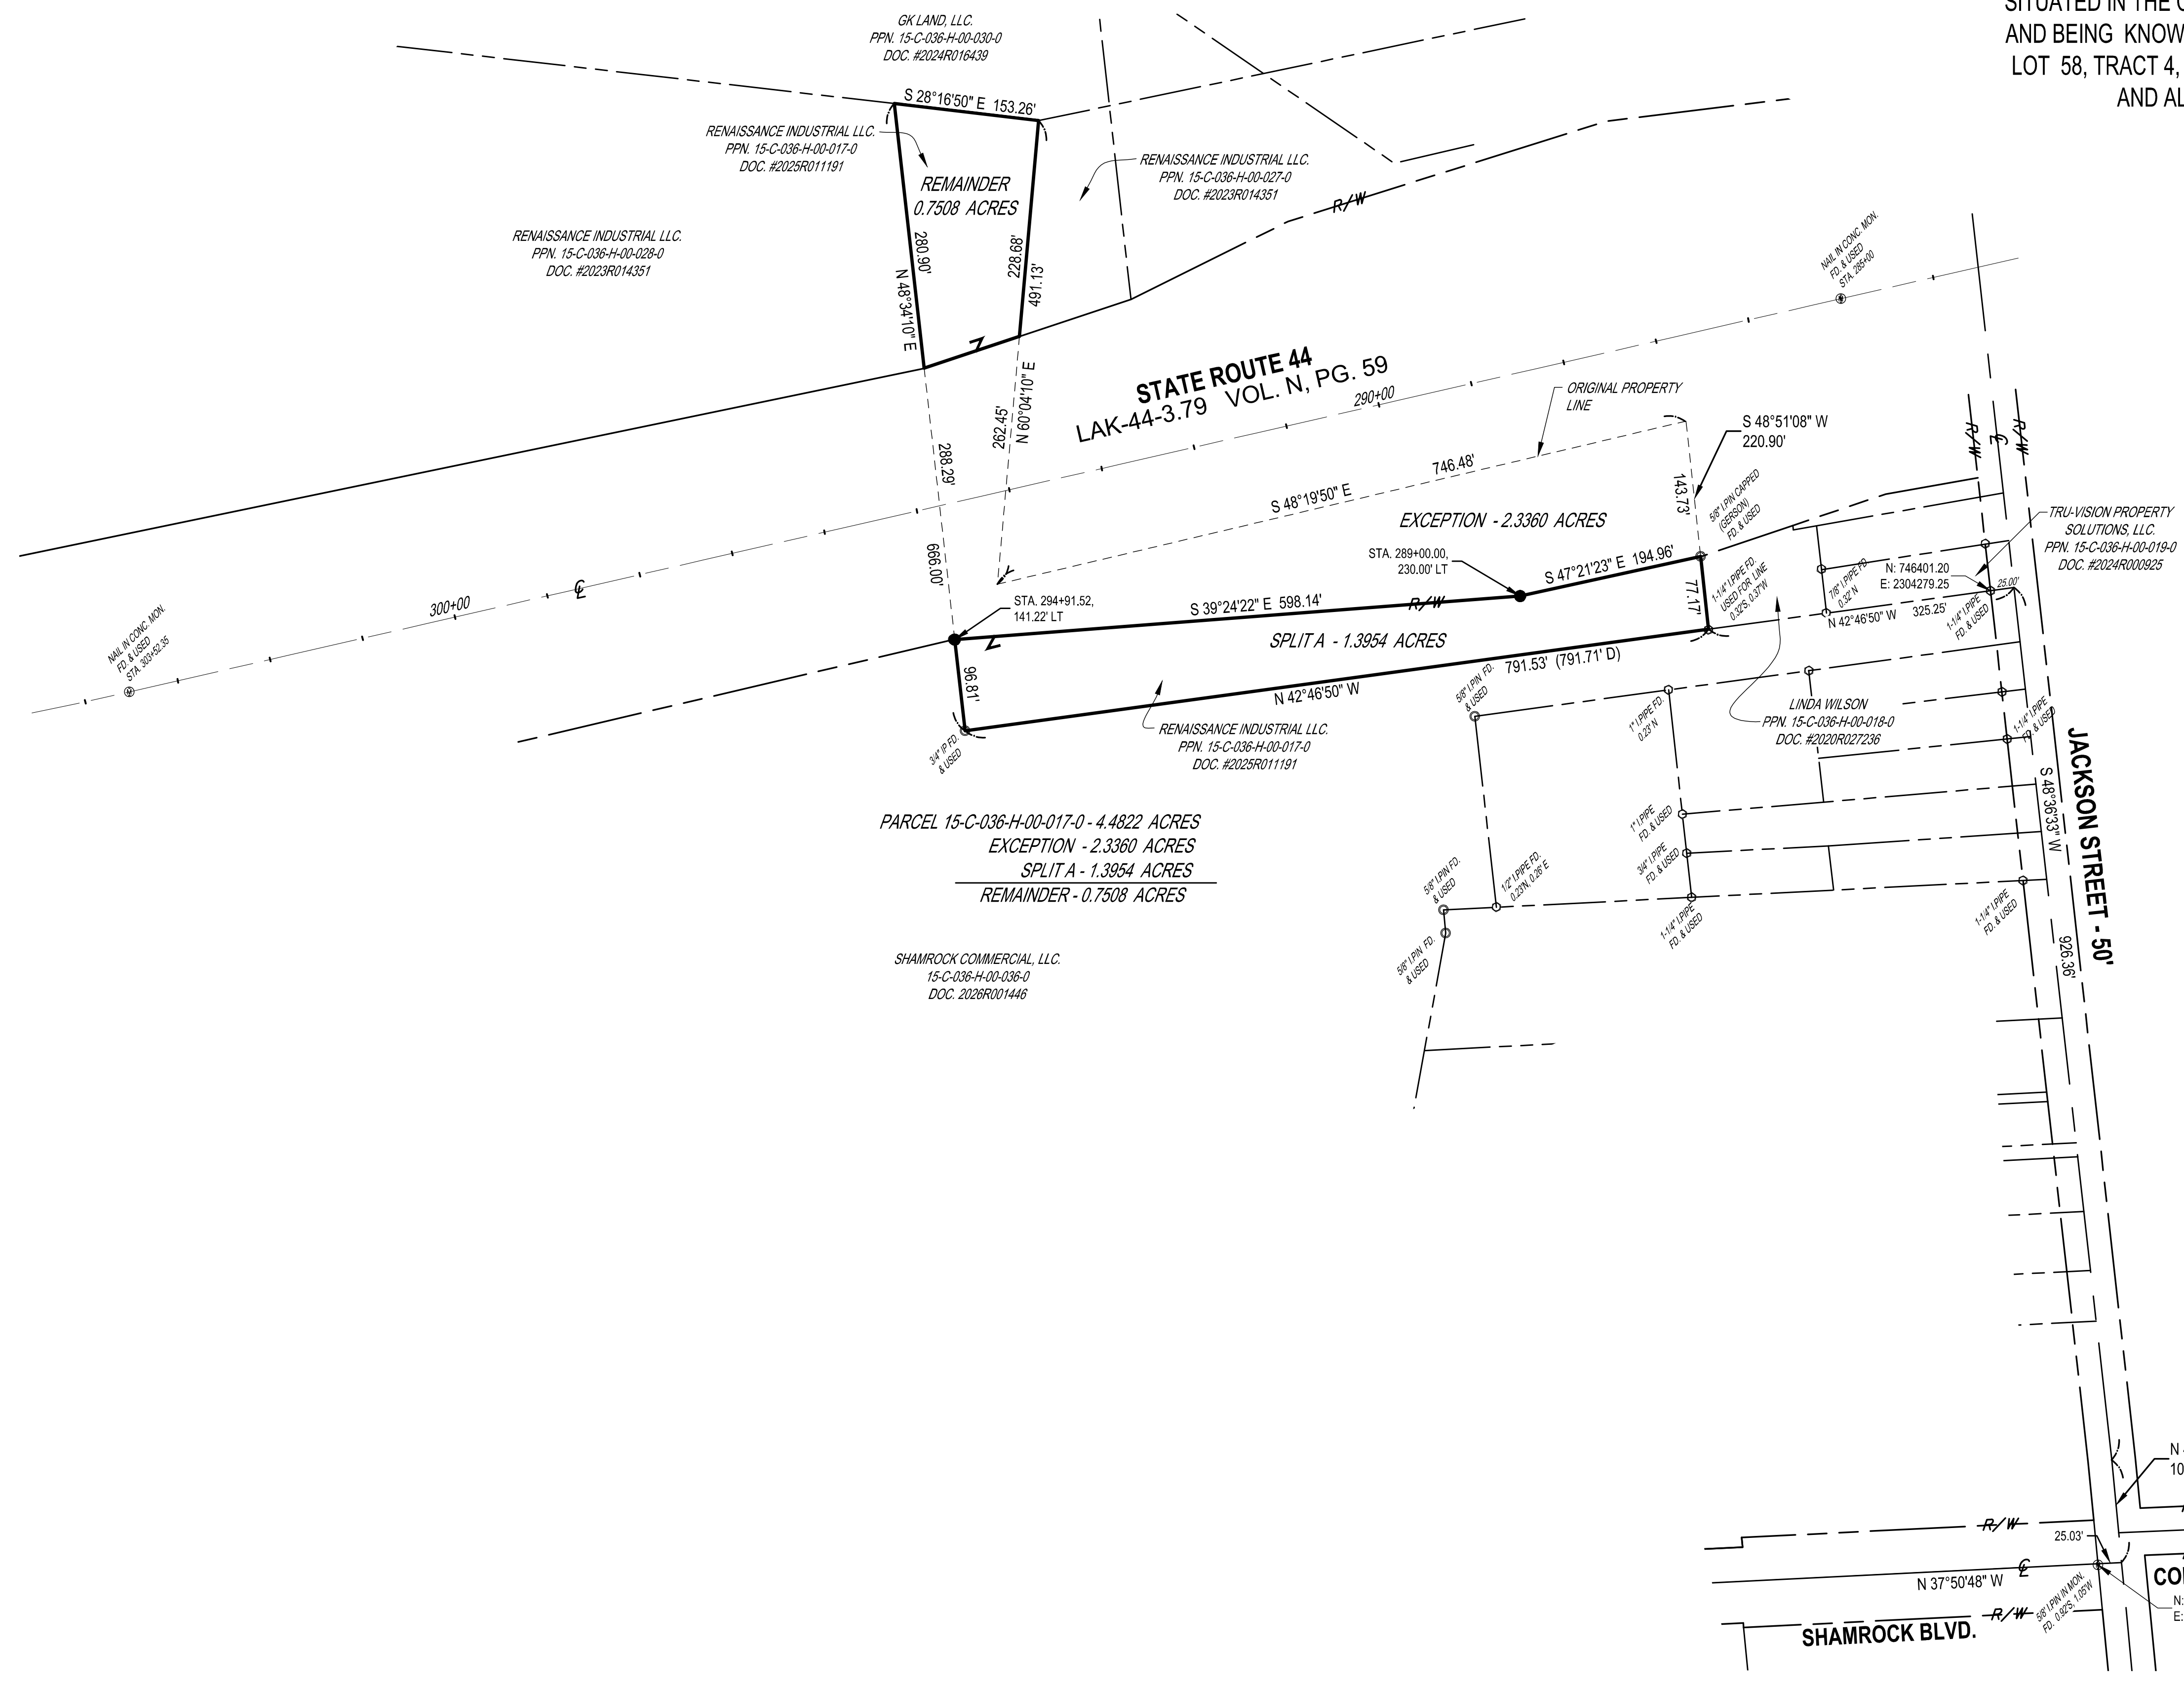 SITUATED IN THE
AND BEING KNOW
LOT 58, TRACT 4,
AND AL
GK LAND, LLC.
PPN. 15-C-036-H-00-030-0
DOC. #2024R016439
S 28°16'50" E 153.26'
RENAISSANCE INDUSTRIAL LLC.
PPN. 15-C-036-H-00-017-0
DOC. #2025R011191
REMAINDER
0.7508 ACRES
RENAISSANCE INDUSTRIAL LLC.
PPN. 15-C-036-H-00-027-0
DOC. #2023R014351
R/W
RENAISSANCE INDUSTRIAL LLC.
PPN. 15-C-036-H-00-028-0
DOC. #2023R014351
280.90'
N 48°34'10" E
228.68'
491.13'
NAIL IN CONC. MON.
FD. & USED
STA. 285+00
Z
STATE ROUTE 44
LAK-44-3.79 VOL. N, PG. 59
290+00
262.45'
N 60°04'10" E
288.29'
666.00'
ORIGINAL PROPERTY
LINE
S 48°51'08" W
220.90'
746.48'
S 48°19'50" E
143.73'
EXCEPTION - 2.3360 ACRES
5/8" I.PIN CAPPED
(GERSON)
FD. & USED
R/W
R/W
TRU-VISION PROPERTY
SOLUTIONS, LLC.
PPN. 15-C-036-H-00-019-0
DOC. #2024R000925
STA. 289+00.00,
230.00' LT
S 47°21'23" E 194.96'
1-1/4" I.PIPE FD.
USED FOR LINE
0.32'S, 0.37'W
77.17'
7/8" I.PIPE FD
0.32' N
N: 746401.20
E: 2304279.25
25.00'
N 42°46'50" W 325.25'
1-1/4" I.PIPE
FD. & USED
300+00
NAIL IN CONC. MON.
FD. & USED
STA. 303+52.35
STA. 294+91.52,
141.22' LT
S 39°24'22" E 598.14'
R/W
Z
SPLIT A - 1.3954 ACRES
96.81'
N 42°46'50" W
791.53' (791.71' D)
3/4" IP FD.
& USED
RENAISSANCE INDUSTRIAL LLC.
PPN. 15-C-036-H-00-017-0
DOC. #2025R011191
5/8" I.PIN FD.
& USED
1" I.PIPE FD.
0.23' N
LINDA WILSON
PPN. 15-C-036-H-00-018-0
DOC. #2020R027236
1-1/4" I.PIPE
FD. & USED
S 48°36'33" W
926.36'
JACKSON STREET - 50'
PARCEL 15-C-036-H-00-017-0 - 4.4822 ACRES
EXCEPTION - 2.3360 ACRES
SPLIT A - 1.3954 ACRES
REMAINDER - 0.7508 ACRES
1" I.PIPE
FD. & USED
3/4" I.PIPE
FD. & USED
5/8" I.PIN FD.
& USED
1/2" I.PIPE FD.
0.23'N, 0.26' E
1-1/4" I.PIPE
FD. & USED
1-1/4" I.PIPE
FD. & USED
5/8" I.PIN FD.
& USED
SHAMROCK COMMERCIAL, LLC.
15-C-036-H-00-036-0
DOC. 2026R001446
N
10
R/W
25.03'
N 37°50'48" W
5/8" I.PIN IN MON.
FD. 0.92'S, 1.05'W
R/W
SHAMROCK BLVD.
N:
E: